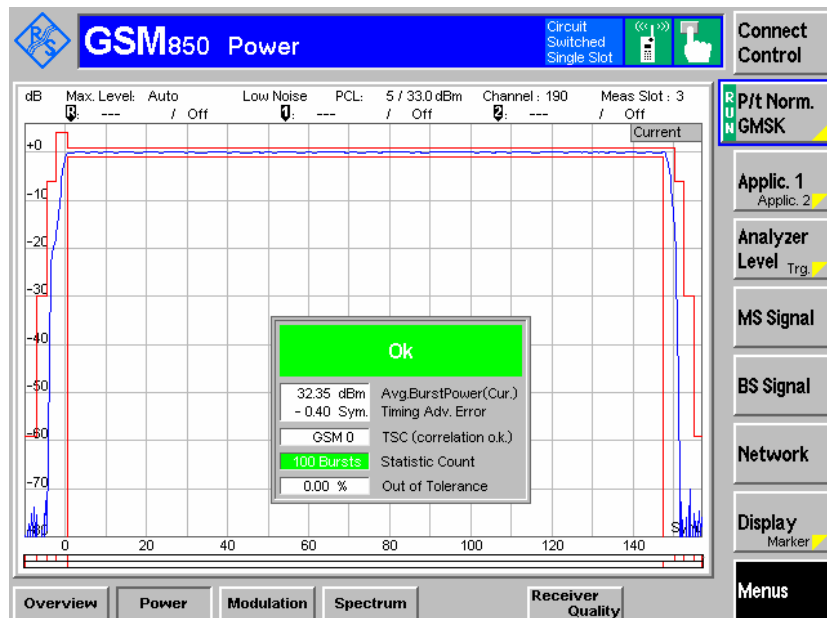 R S
GSM850 Power
Circuit
Switched
Single Slot
Connect
Control
dB Max. Level: Auto Low Noise PCL: 5 / 33.0 dBm Channel : 190 Meas Slot : 3
R: --- / Off 1: --- / Off 2: --- / Off
Current
RUN
P/t Norm.
GMSK
+0
-10
-20
-30
-40
-50
-60
-70
Applic. 1
Applic. 2
Analyzer
Level Trg.
MS Signal
BS Signal
Network
Display
Marker
Menus
Ok
32.35 dBm Avg.BurstPower(Cur.)
- 0.40 Sym. Timing Adv. Error
GSM 0 TSC (correlation o.k.)
100 Bursts Statistic Count
0.00 % Out of Tolerance
0 20 40 60 80 100 120 140
Overview
Power
Modulation
Spectrum
Receiver
Quality